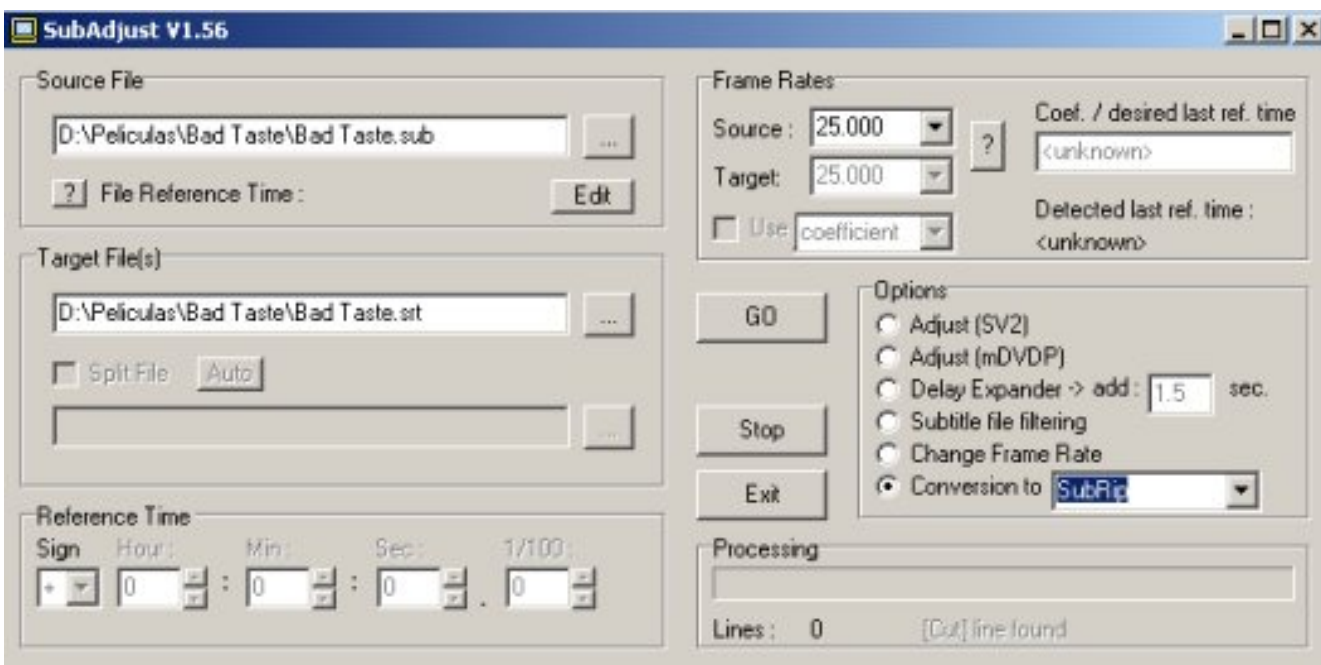 SubAdjust V1.56
Source File
D:\Peliculas\Bad Taste\Bad Taste.sub
...
? File Reference Time :
Edit
Target File(s)
D:\Peliculas\Bad Taste\Bad Taste.srt
...
Split File Auto
...
Reference Time
Sign Hour : Min : Sec : 1/100 :
+ 0 : 0 : 0 . 0
Frame Rates
Source : 25.000
Target: 25.000
?
Use coefficient
Coef. / desired last ref. time
<unknown>
Detected last ref. time :
<unknown>
GO
Stop
Exit
Options
Adjust (SV2)
Adjust (mDVDP)
Delay Expander -> add : 1.5 sec.
Subtitle file filtering
Change Frame Rate
Conversion to SubRip
Processing
Lines : 0 [Cut] line found